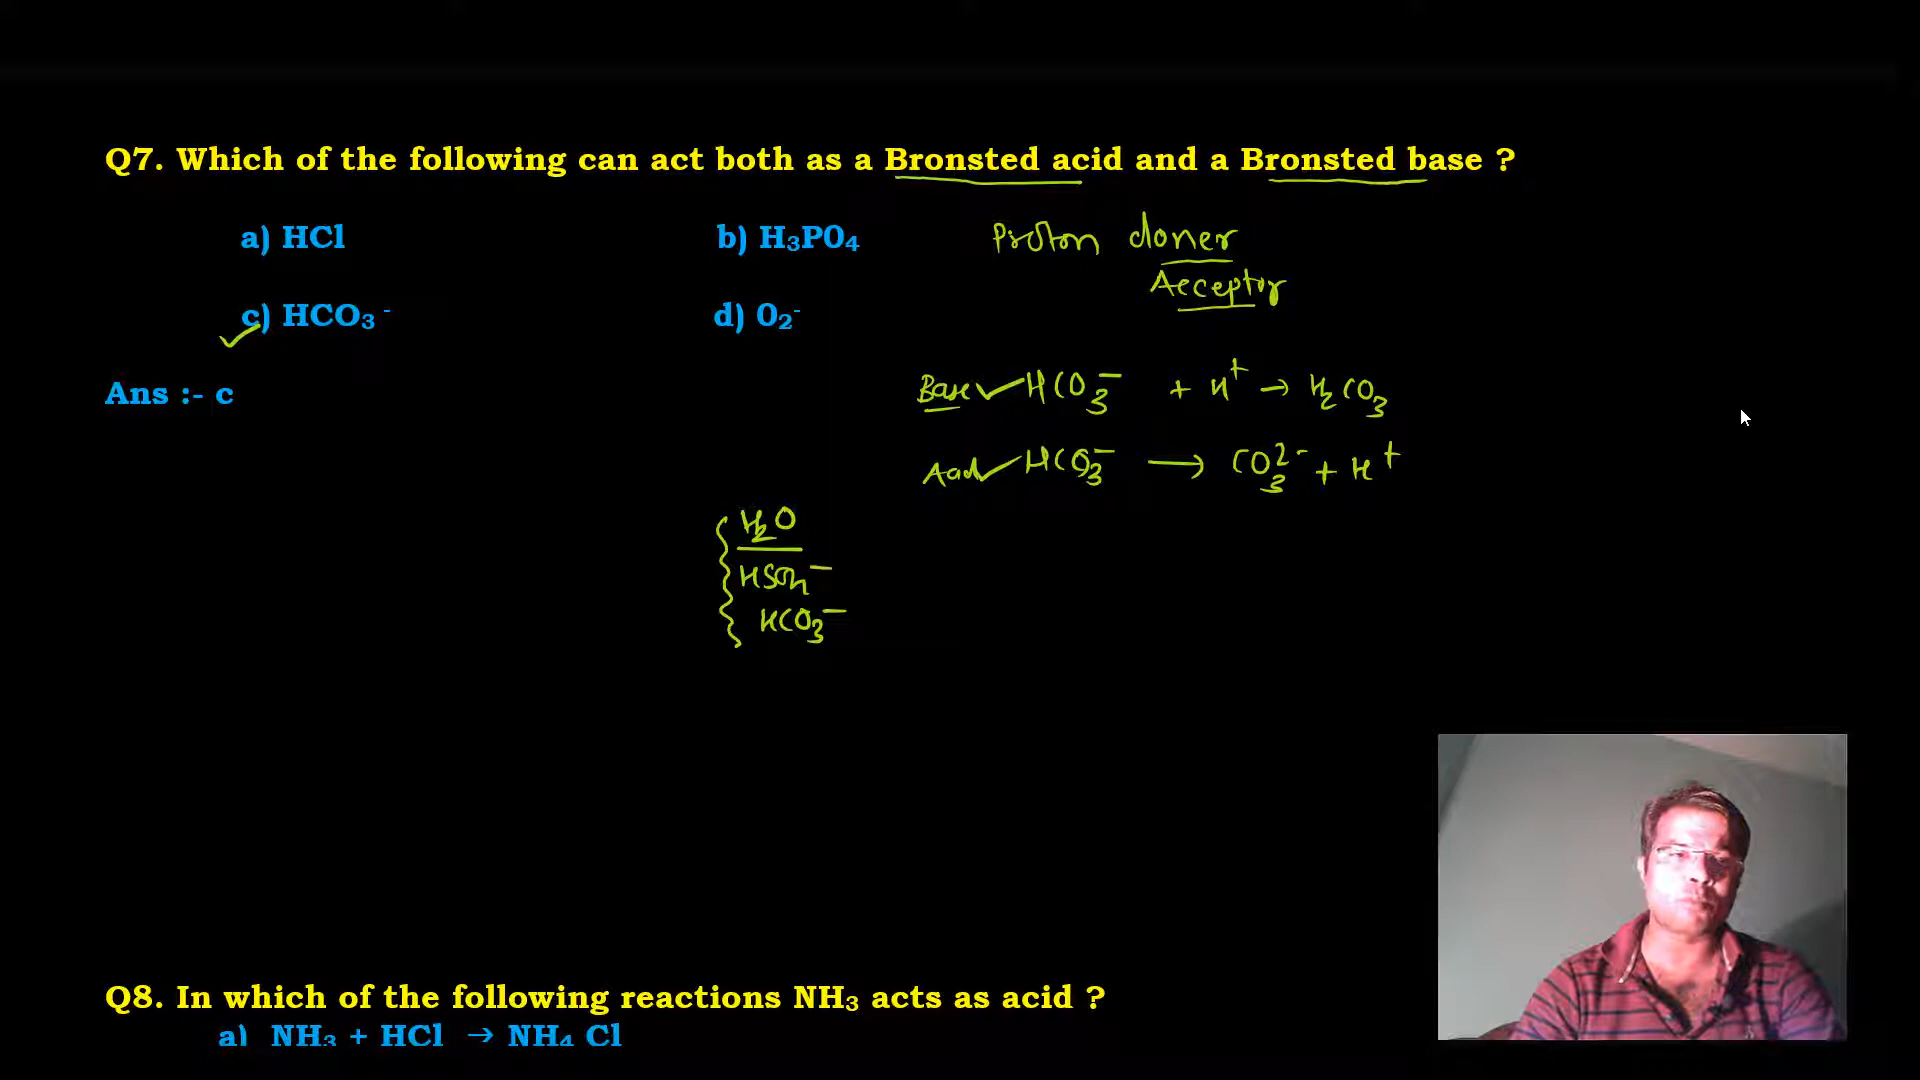 Q7. Which of the following can act both as a Bronsted acid and a Bronsted base ?
a) HCl b) H₃PO₄ Proton doner
Acceptor
c) HCO₃⁻ d) O₂⁻
Ans :- c Base HCO₃⁻ + H⁺ → H₂CO₃
Acid HCO₃⁻ → CO₃²⁻ + H⁺
H₂O
HSO₄⁻
HCO₃⁻
Q8. In which of the following reactions NH₃ acts as acid ?
a) NH₃ + HCl → NH₄ Cl